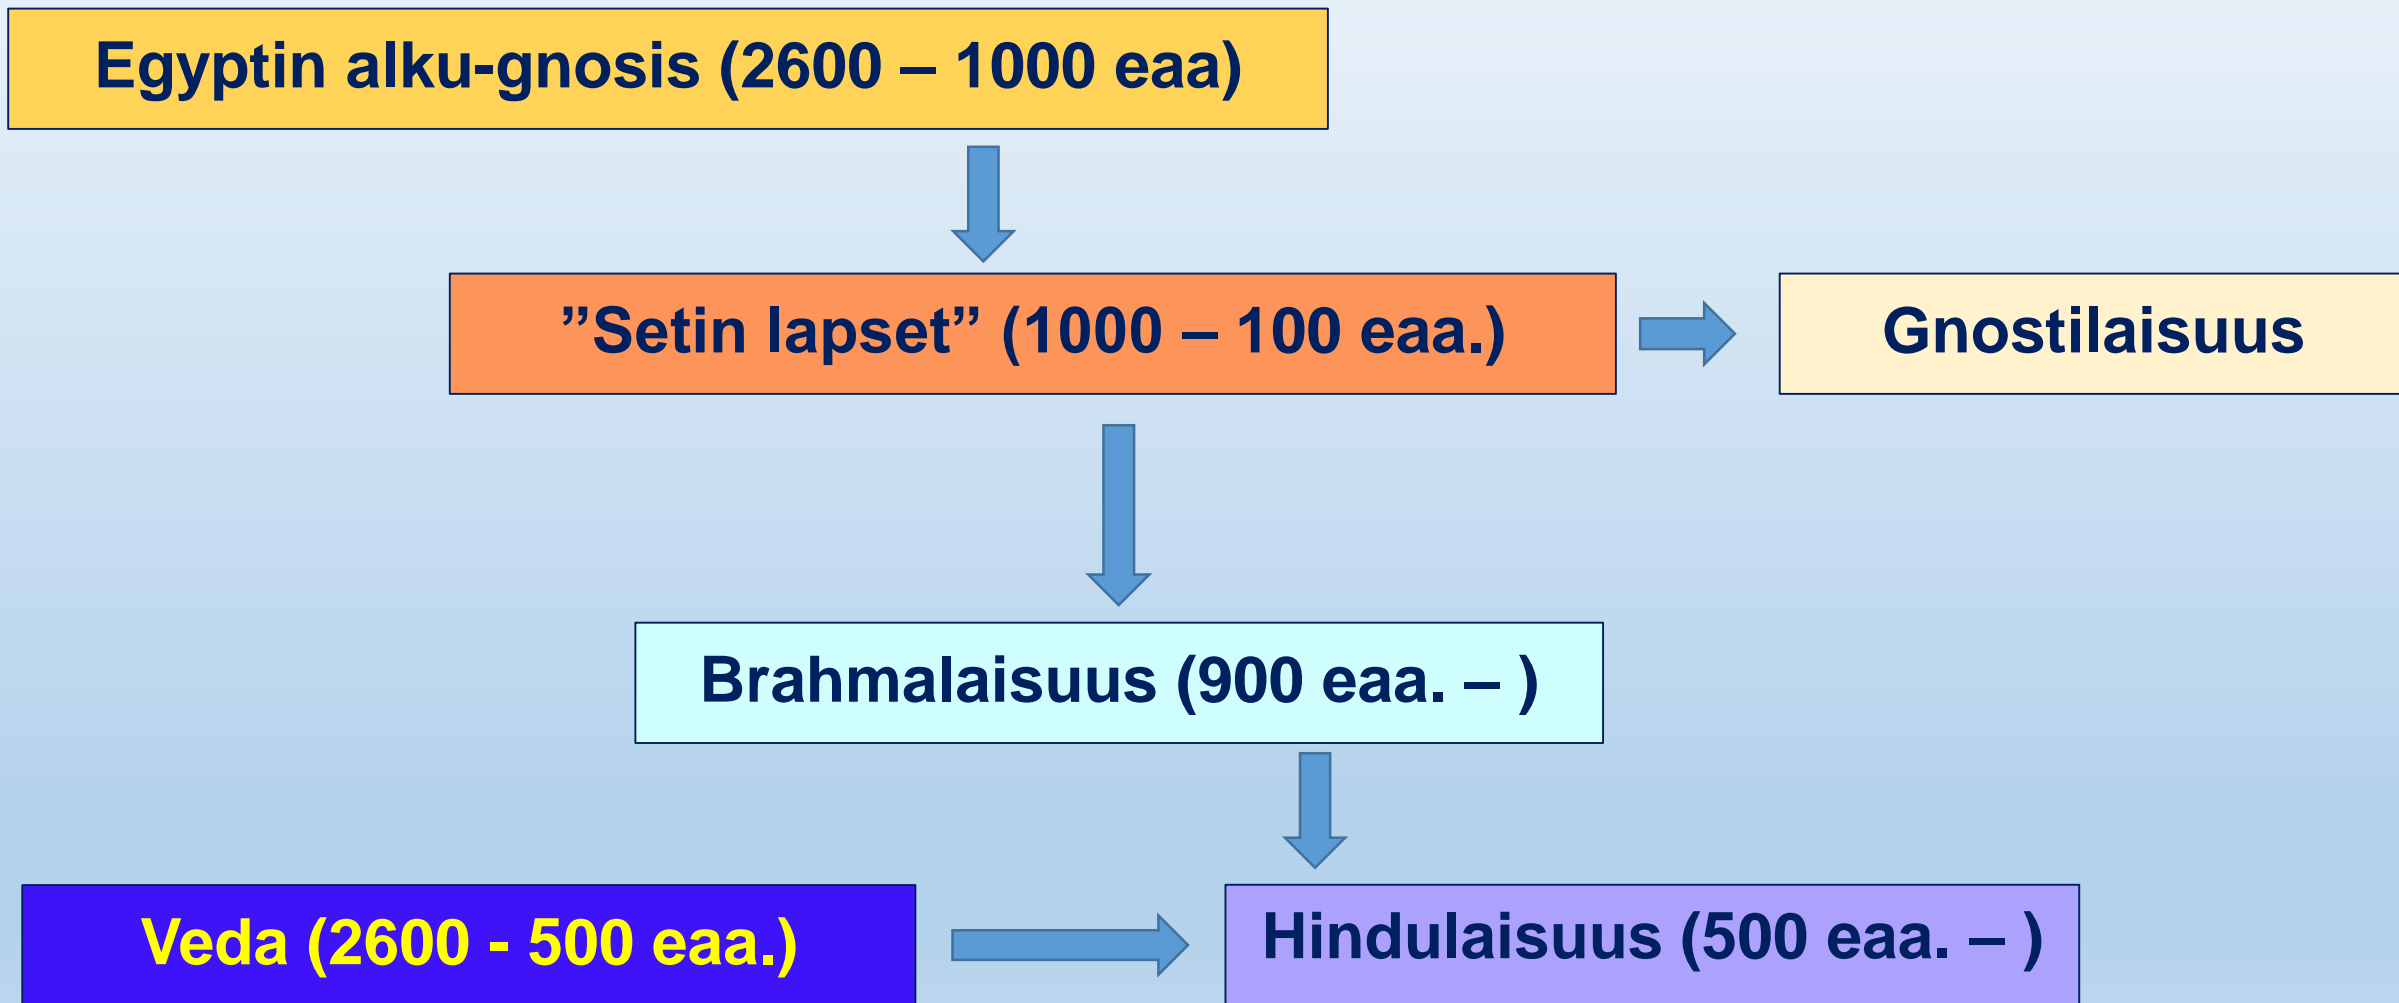 Egyptin alku-gnosis (2600 – 1000 eaa)
”Setin lapset” (1000 – 100 eaa.)
Gnostilaisuus
Brahmalaisuus (900 eaa. – )
Veda (2600 - 500 eaa.)
Hindulaisuus (500 eaa. – )